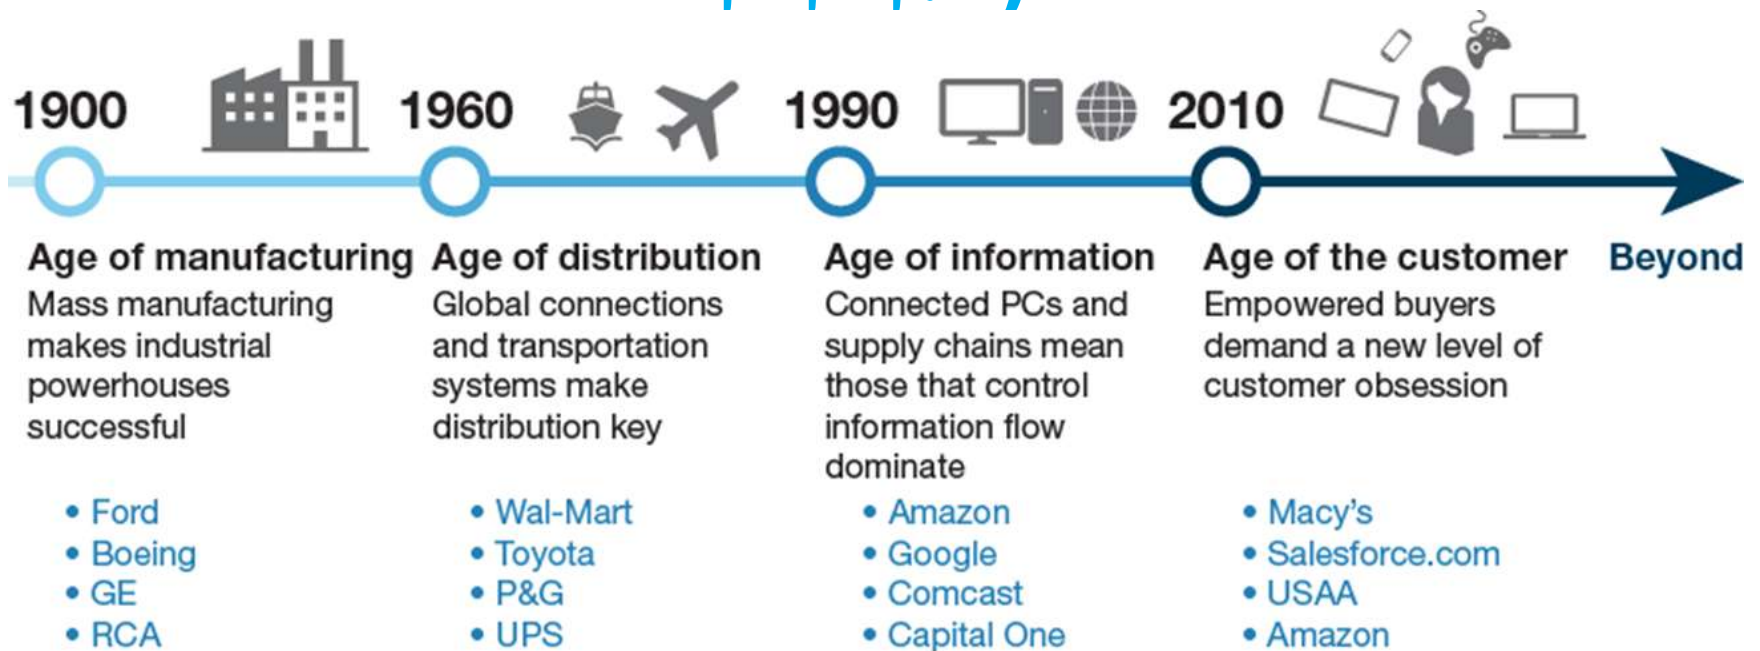 1900
1960
1990
2010
Age of manufacturing
Mass manufacturing
makes industrial
powerhouses
successful
• Ford
• Boeing
• GE
• RCA
Age of distribution
Global connections
and transportation
systems make
distribution key
• Wal-Mart
• Toyota
• P&G
• UPS
Age of information
Connected PCs and
supply chains mean
those that control
information flow
dominate
• Amazon
• Google
• Comcast
• Capital One
Age of the customer
Empowered buyers
demand a new level of
customer obsession
• Macy’s
• Salesforce.com
• USAA
• Amazon
Beyond